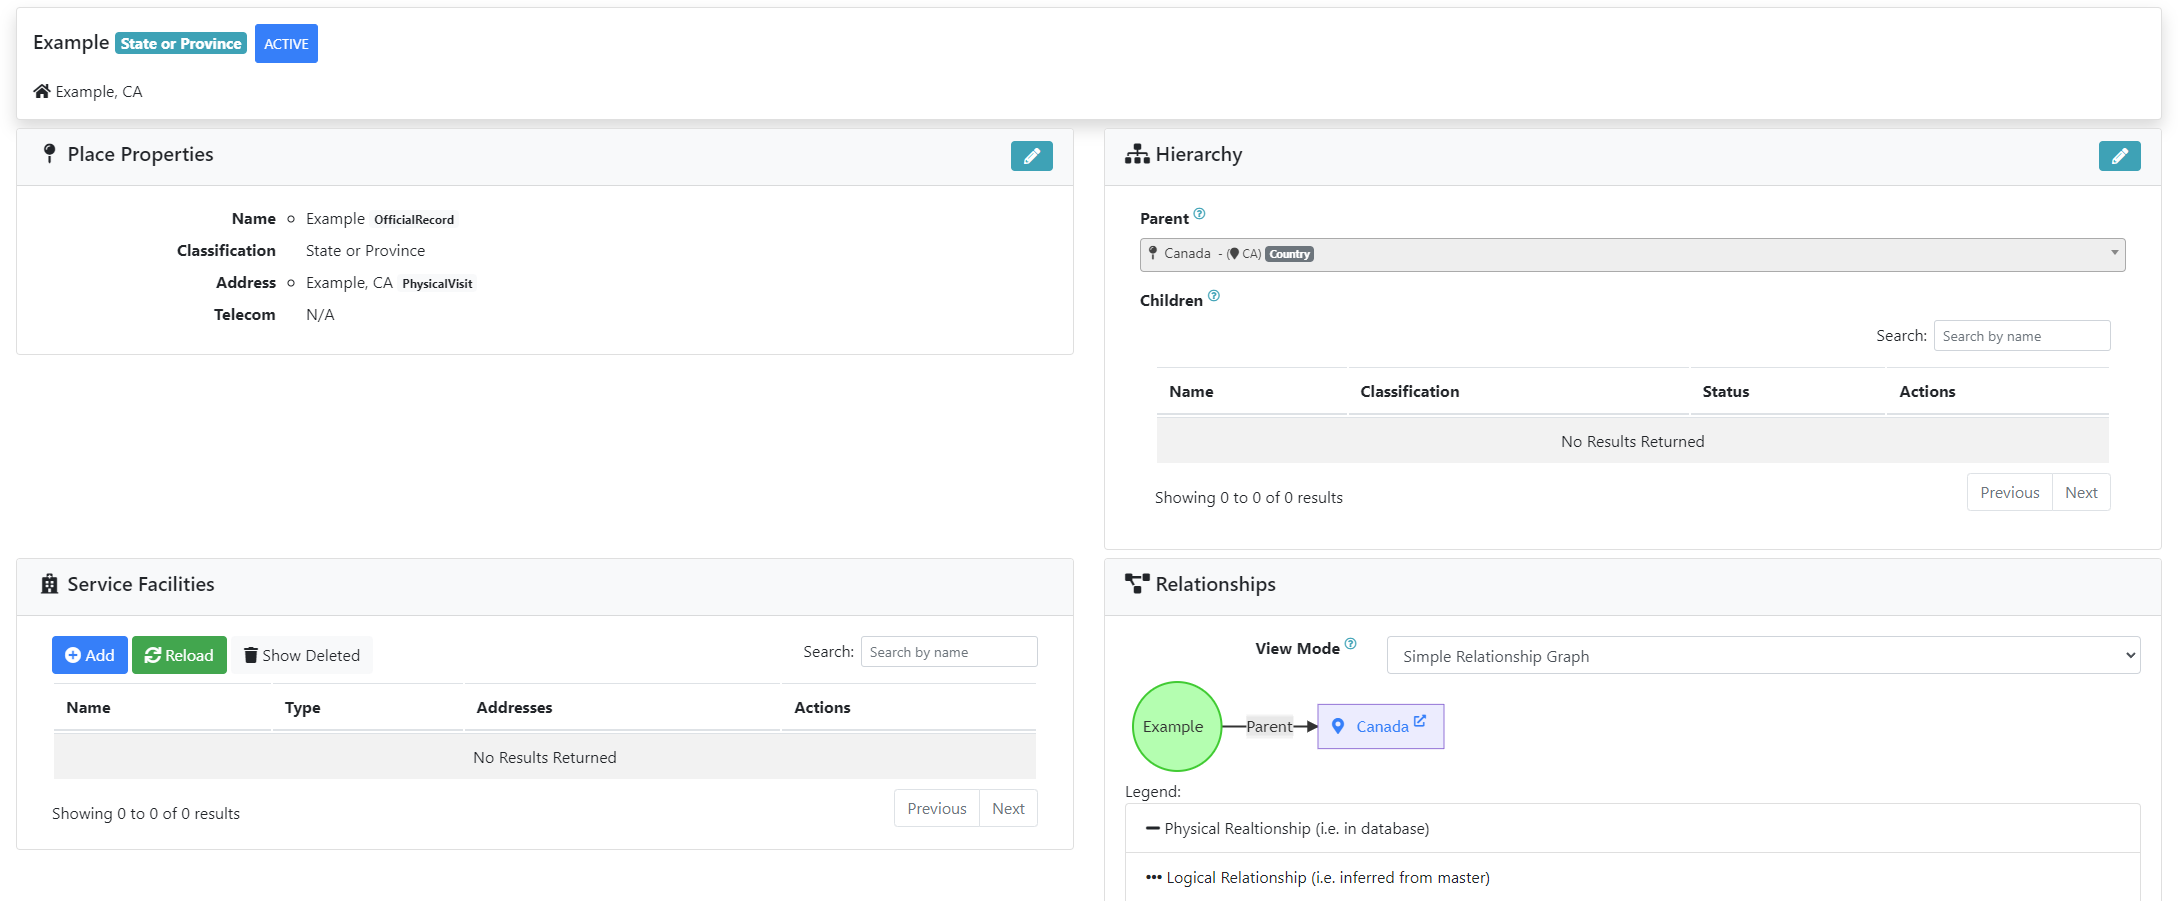 Example State or Province ACTIVE
Example, CA
Place Properties
Name Example OfficialRecord
Classification State or Province
Address Example, CA PhysicalVisit
Telecom N/A
Hierarchy
Parent ?
Canada - (CA) Country
Children ?
Search: Search by name
Name Classification Status Actions
No Results Returned
Showing 0 to 0 of 0 results
Previous Next
Service Facilities
Add Reload Show Deleted Search: Search by name
Name Type Addresses Actions
No Results Returned
Showing 0 to 0 of 0 results
Previous Next
Relationships
View Mode ? Simple Relationship Graph
Example Parent Canada
Legend:
Physical Realtionship (i.e. in database)
Logical Relationship (i.e. inferred from master)